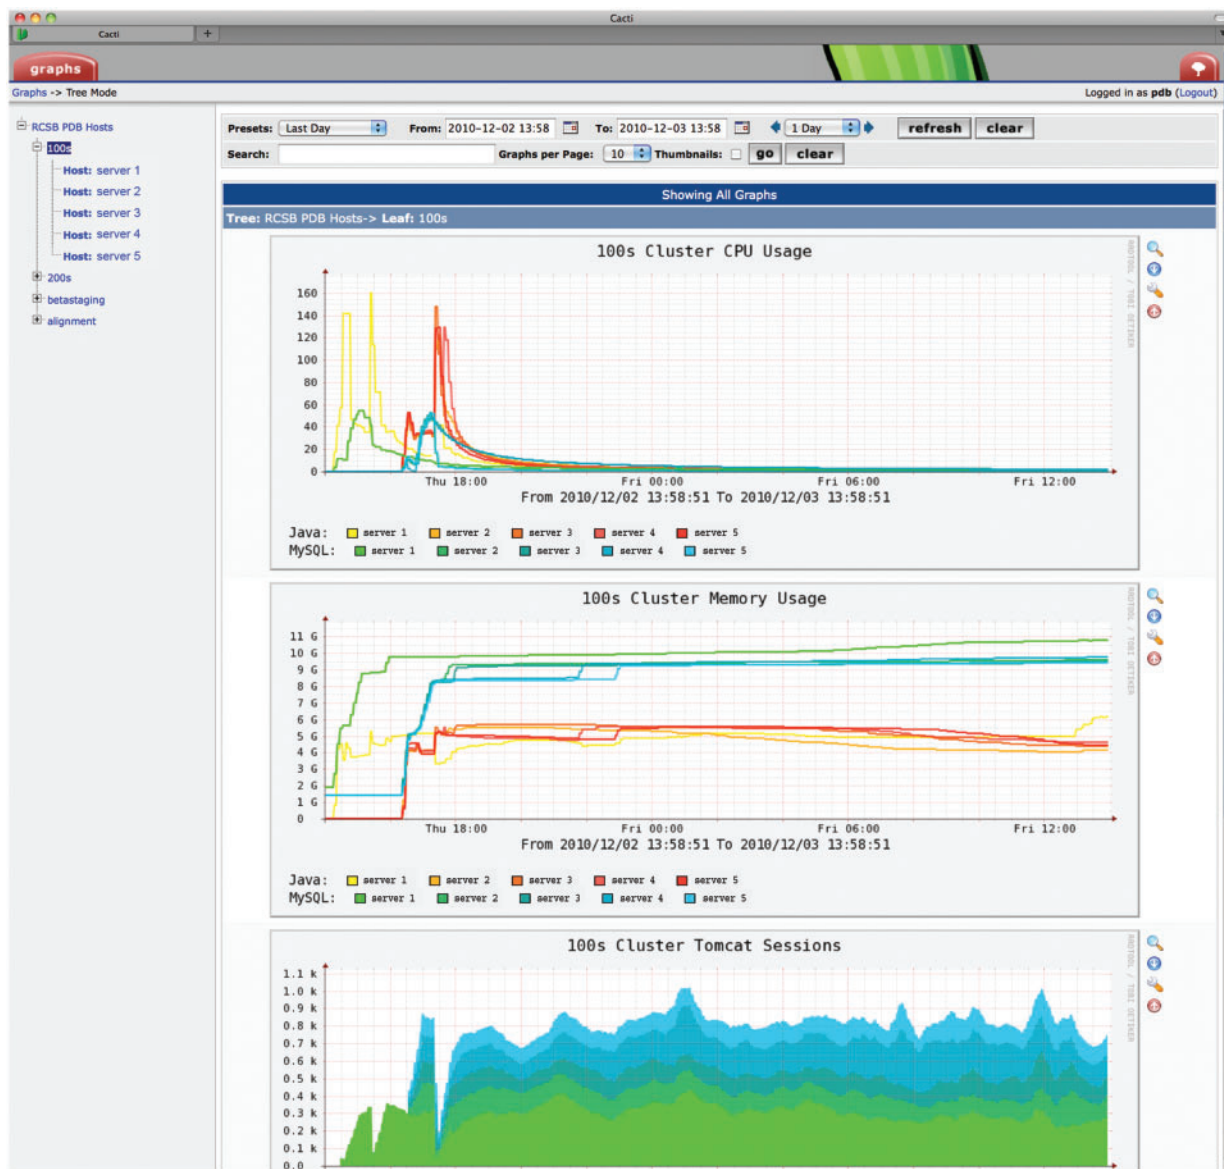 Cacti
Cacti
+
graphs
Graphs -> Tree Mode
Logged in as pdb (Logout)
RCSB PDB Hosts
100s
Host: server 1
Host: server 2
Host: server 3
Host: server 4
Host: server 5
200s
betastaging
alignment
Presets: Last Day From: 2010-12-02 13:58 To: 2010-12-03 13:58 1 Day refresh clear
Search: Graphs per Page: 10 Thumbnails: go clear
Showing All Graphs
Tree: RCSB PDB Hosts-> Leaf: 100s
100s Cluster CPU Usage
RRDTOOL / TOBI OETIKER
160
140
120
100
80
60
40
20
0
Thu 18:00 Fri 00:00 Fri 06:00 Fri 12:00
From 2010/12/02 13:58:51 To 2010/12/03 13:58:51
Java: server 1 server 2 server 3 server 4 server 5
MySQL: server 1 server 2 server 3 server 4 server 5
100s Cluster Memory Usage
RRDTOOL / TOBI OETIKER
11 G
10 G
9 G
8 G
7 G
6 G
5 G
4 G
3 G
2 G
1 G
0
Thu 18:00 Fri 00:00 Fri 06:00 Fri 12:00
From 2010/12/02 13:58:51 To 2010/12/03 13:58:51
Java: server 1 server 2 server 3 server 4 server 5
MySQL: server 1 server 2 server 3 server 4 server 5
100s Cluster Tomcat Sessions
RRDTOOL / TOBI OETIKER
1.1 k
1.0 k
0.9 k
0.8 k
0.7 k
0.6 k
0.5 k
0.4 k
0.3 k
0.2 k
0.1 k
0.0